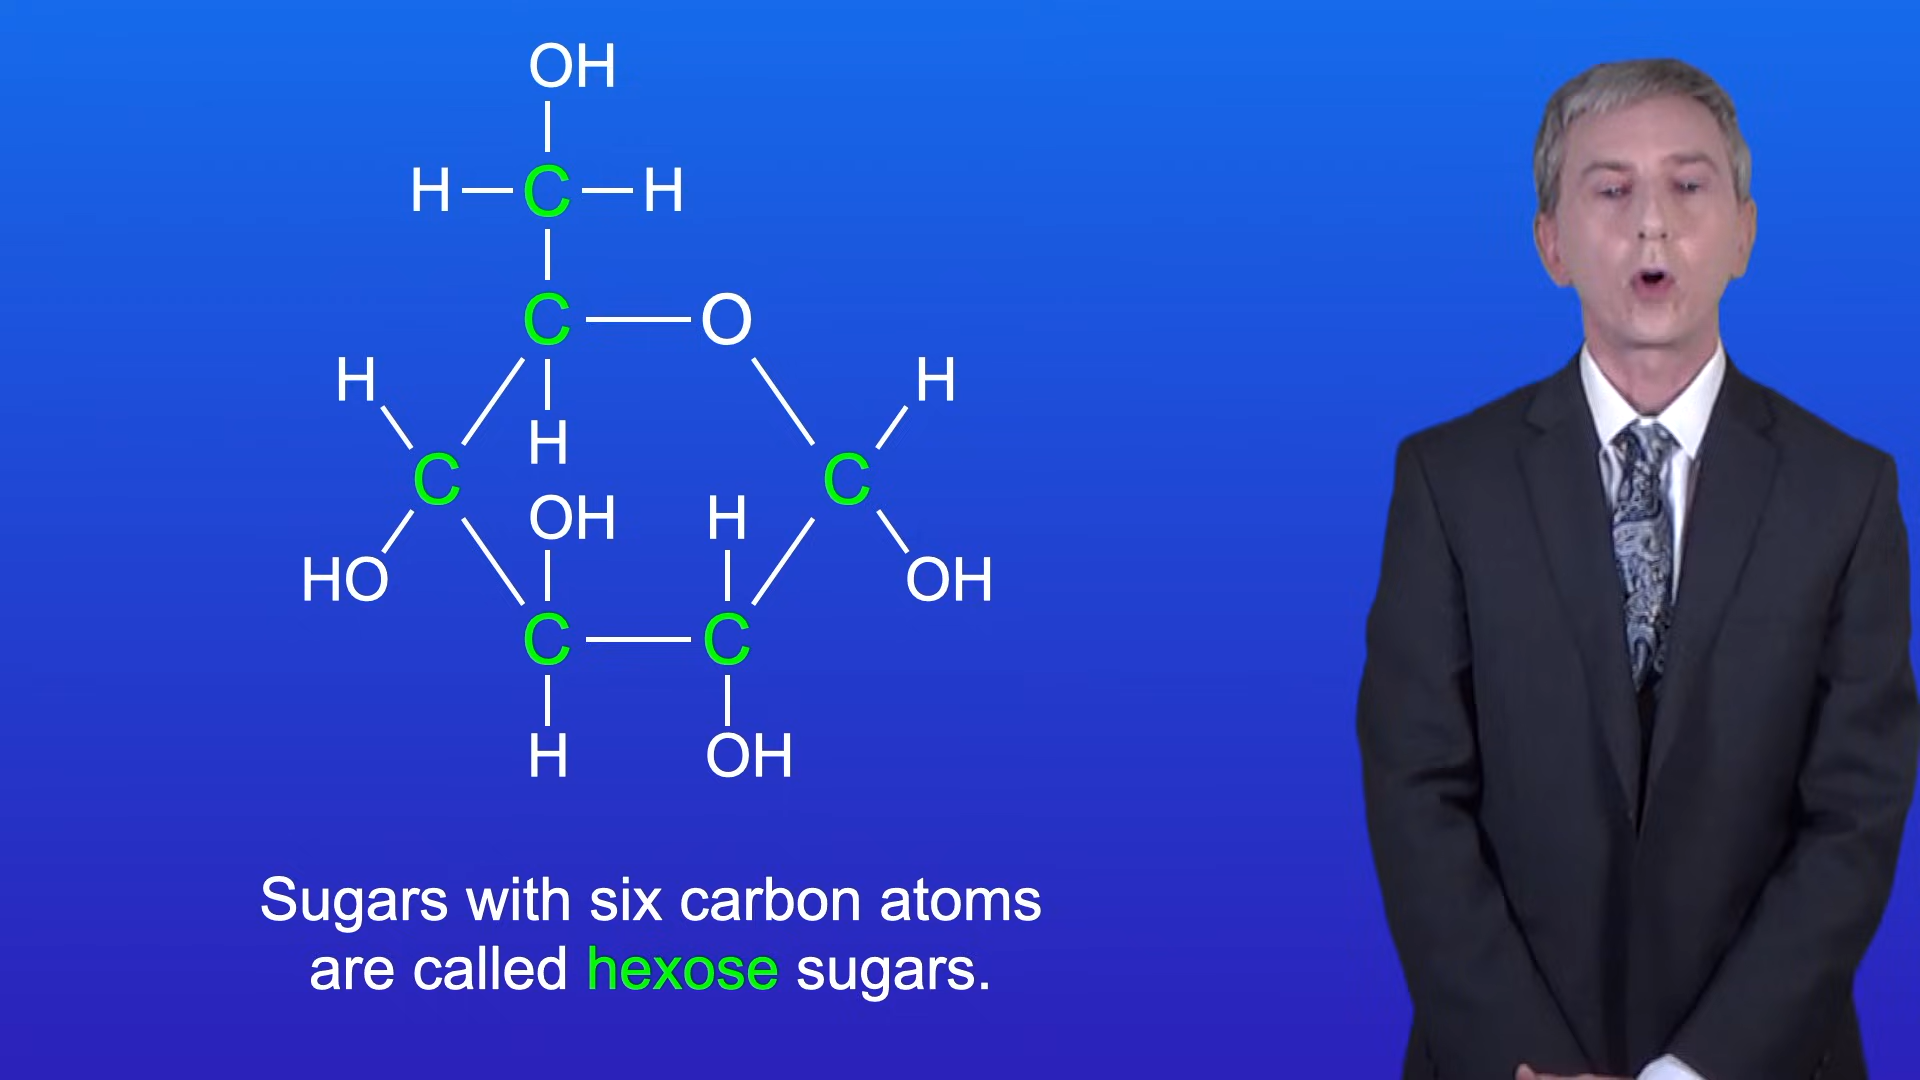 OH
H C H
C O
H H
H
C C
OH H
HO OH
C C
H OH
Sugars with six carbon atoms
are called hexose sugars.